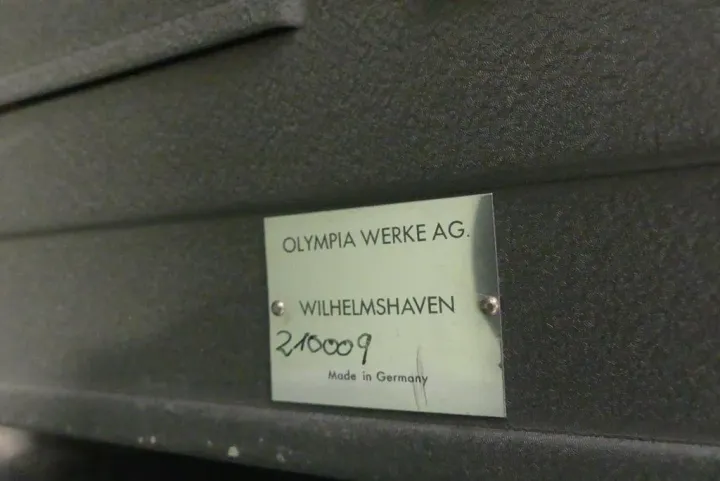 OLYMPIA WERKE AG.
WILHELMSHAVEN
210009
Made in Germany